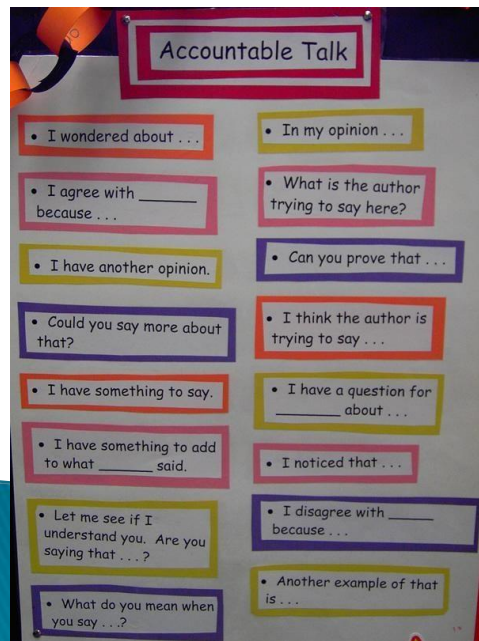 Accountable Talk
• I wondered about . . .
• I agree with ______
because . . .
• I have another opinion.
• Could you say more about
that?
• I have something to say.
• I have something to add
to what ______ said.
• Let me see if I
understand you. Are you
saying that . . . ?
• What do you mean when
you say . . .?
• In my opinion . . .
• What is the author
trying to say here?
• Can you prove that . . .
• I think the author is
trying to say . . .
• I have a question for
______ about . . .
• I noticed that . . .
• I disagree with ______
because . . .
• Another example of that
is . . .